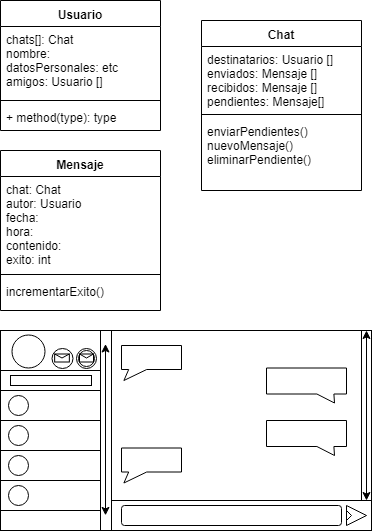 Usuario
chats[]: Chat
nombre:
datosPersonales: etc
amigos: Usuario []
+ method(type): type
Chat
destinatarios: Usuario []
enviados: Mensaje []
recibidos: Mensaje []
pendientes: Mensaje[]
enviarPendientes()
nuevoMensaje()
eliminarPendiente()
Mensaje
chat: Chat
autor: Usuario
fecha:
hora:
contenido:
exito: int
incrementarExito()